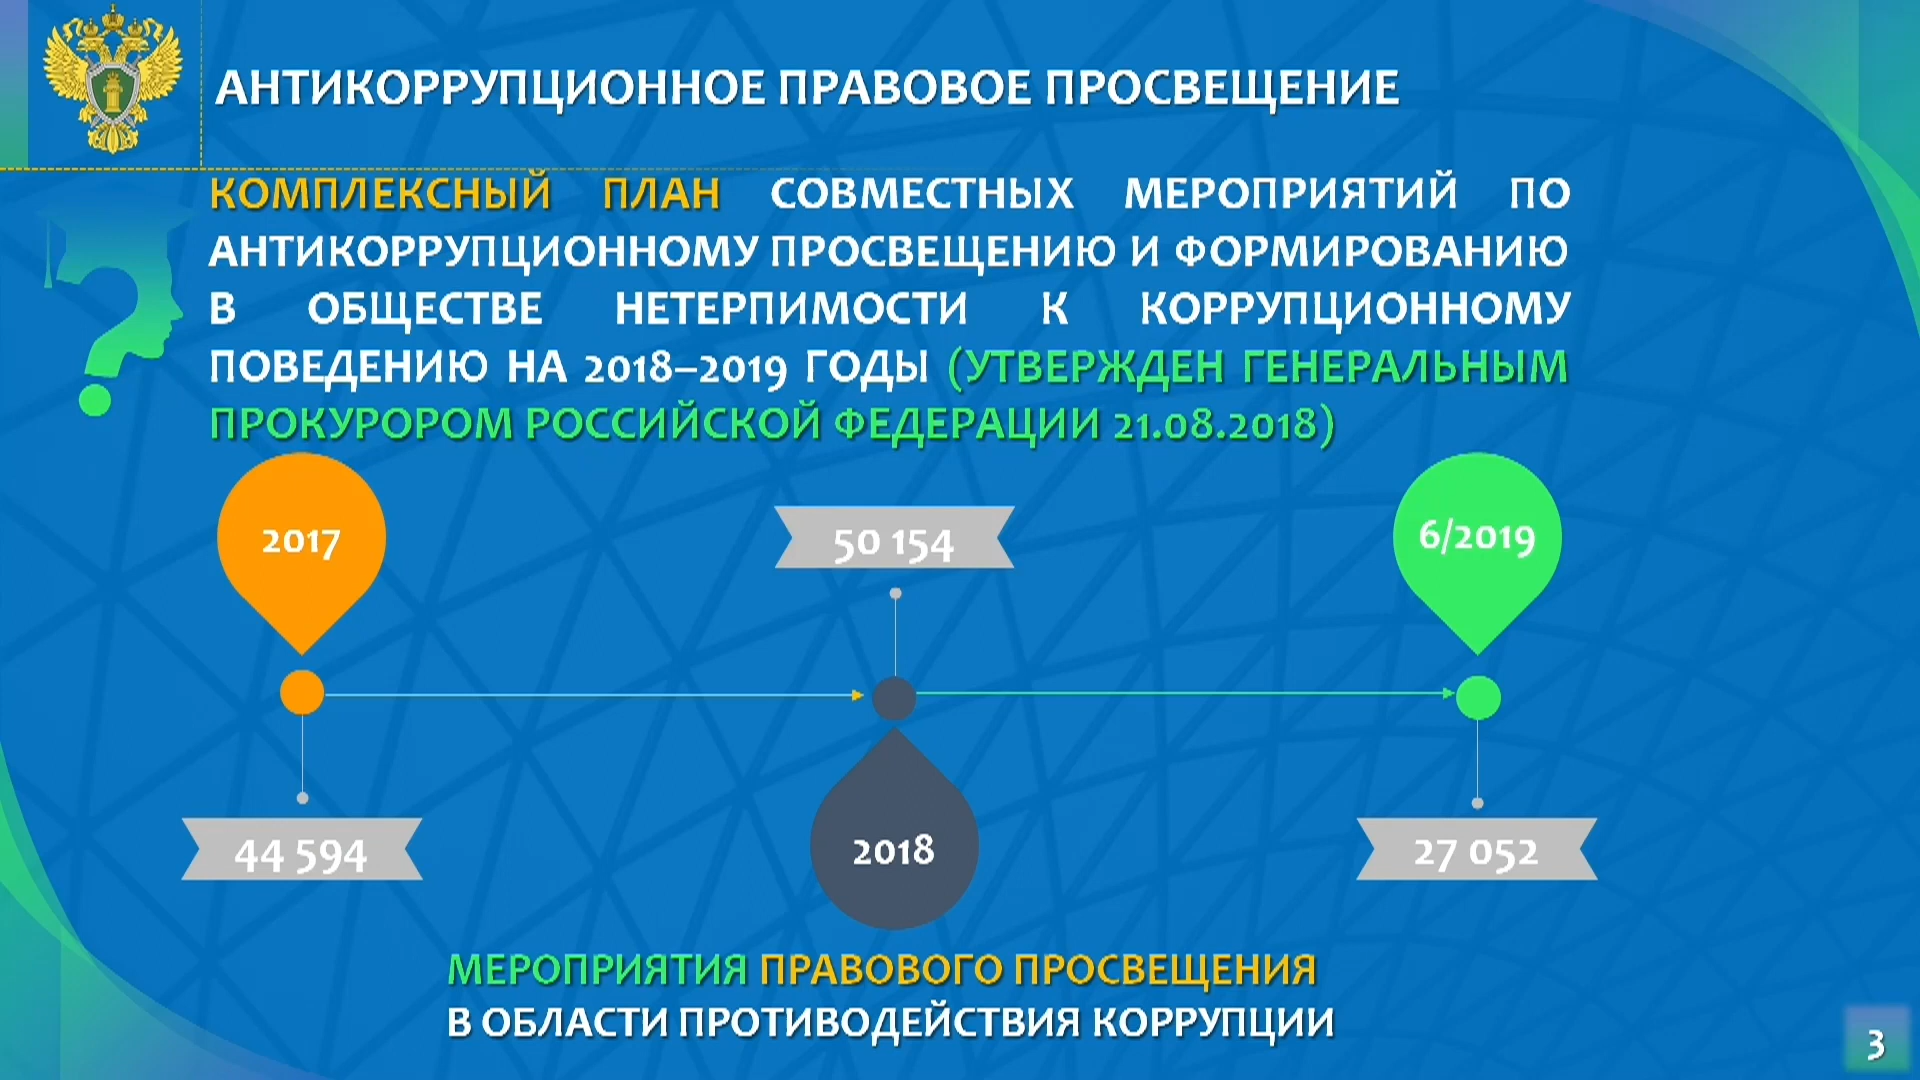 АНТИКОРРУПЦИОННОЕ ПРАВОВОЕ ПРОСВЕЩЕНИЕ
КОМПЛЕКСНЫЙ ПЛАН СОВМЕСТНЫХ МЕРОПРИЯТИЙ ПО
АНТИКОРРУПЦИОННОМУ ПРОСВЕЩЕНИЮ И ФОРМИРОВАНИЮ
В ОБЩЕСТВЕ НЕТЕРПИМОСТИ К КОРРУПЦИОННОМУ
ПОВЕДЕНИЮ НА 2018–2019 ГОДЫ (УТВЕРЖДЕН ГЕНЕРАЛЬНЫМ
ПРОКУРОРОМ РОССИЙСКОЙ ФЕДЕРАЦИИ 21.08.2018)
2017
50 154
6/2019
44 594
2018
27 052
МЕРОПРИЯТИЯ ПРАВОВОГО ПРОСВЕЩЕНИЯ
В ОБЛАСТИ ПРОТИВОДЕЙСТВИЯ КОРРУПЦИИ
3